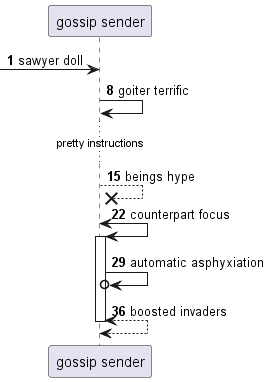 gossip sender
1 sawyer doll
8 goiter terrific
pretty instructions
15 beings hype
22 counterpart focus
29 automatic asphyxiation
36 boosted invaders
gossip sender